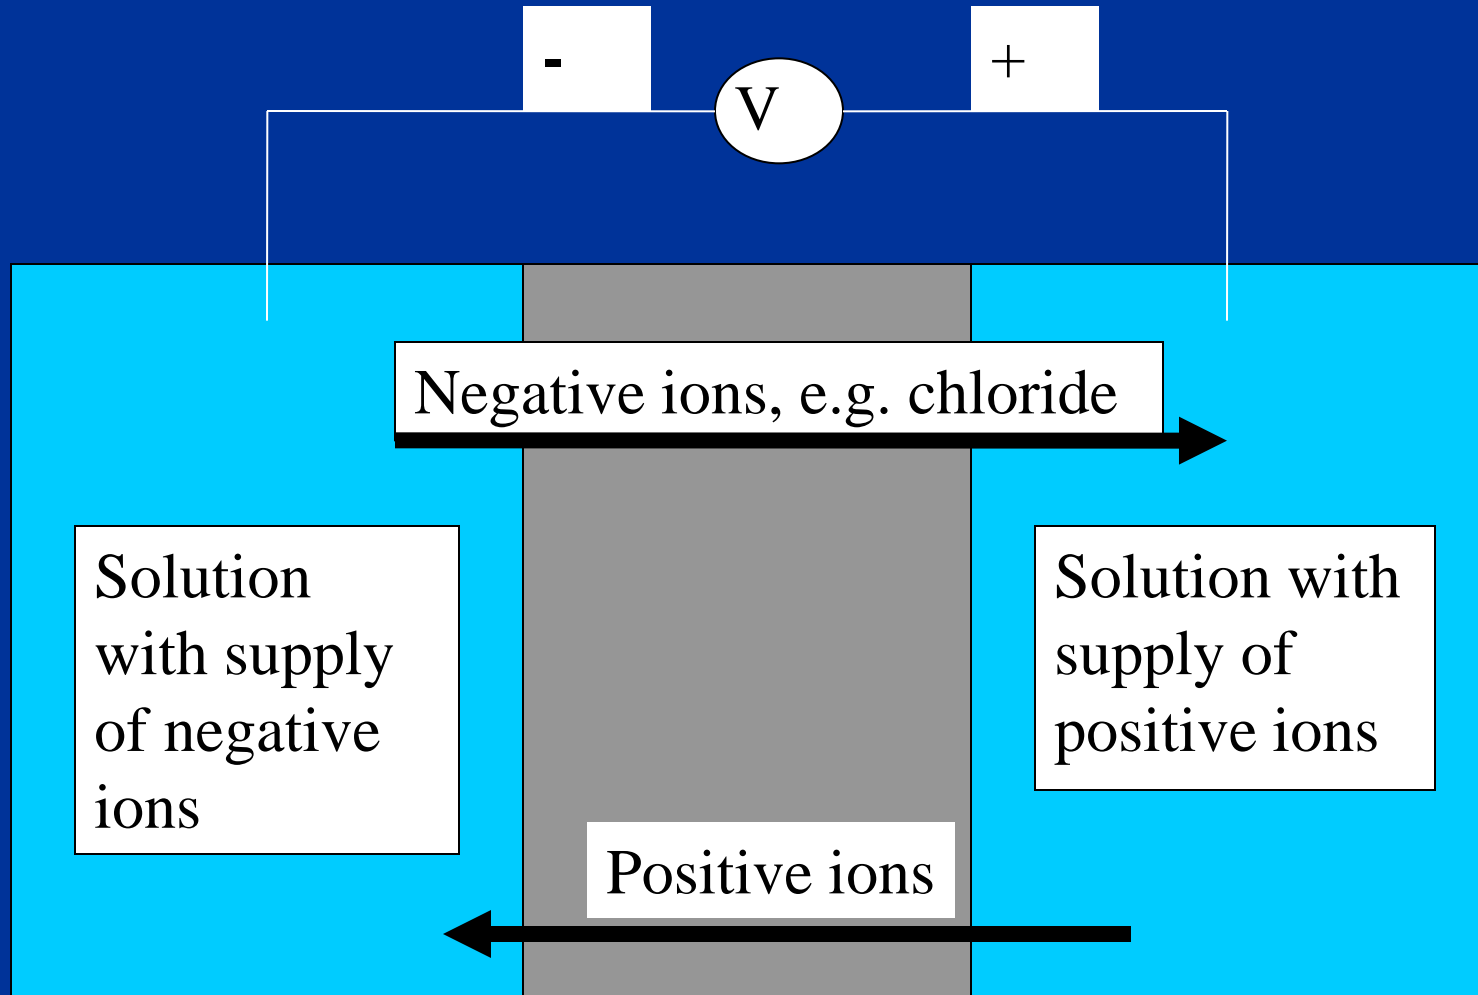 -
+
V
Negative ions, e.g. chloride
Solution
with supply
of negative
ions
Solution with
supply of
positive ions
Positive ions